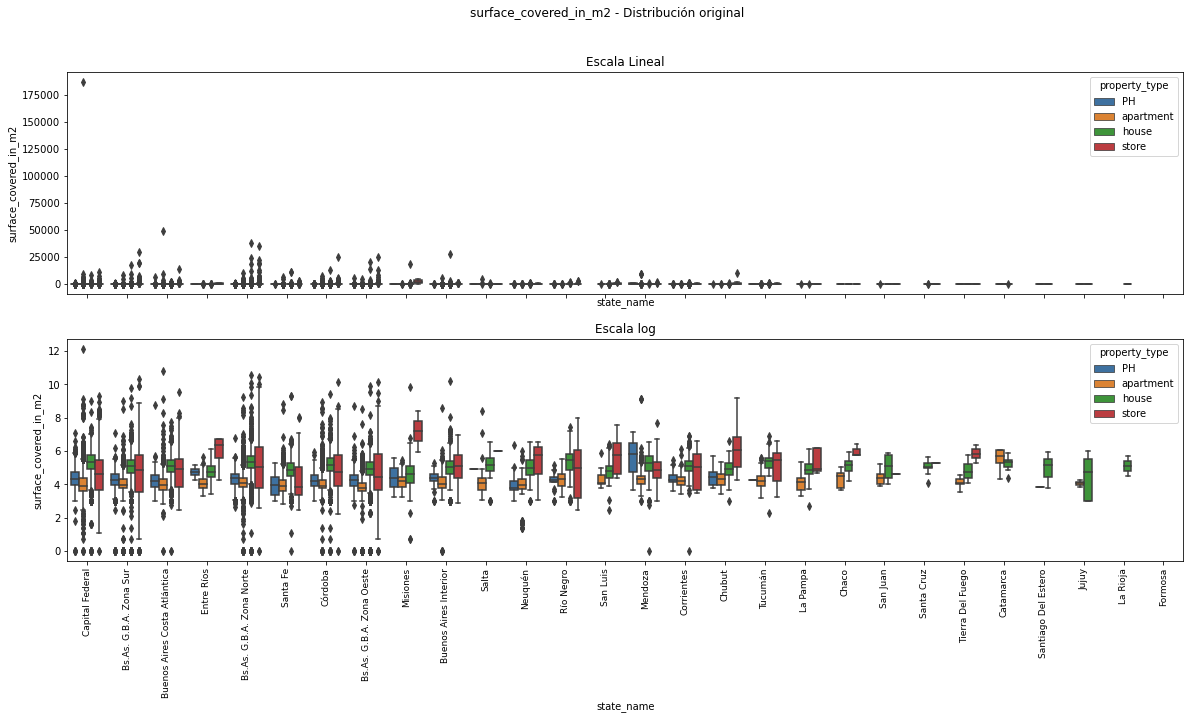 surface_covered_in_m2 - Distribución original
Escala Lineal
surface_covered_in_m2
175000
150000
125000
100000
75000
50000
25000
0
property_type
PH
apartment
house
store
state_name
Escala log
surface_covered_in_m2
12
10
8
6
4
2
0
property_type
PH
apartment
house
store
Capital Federal
Bs.As. G.B.A. Zona Sur
Buenos Aires Costa Atlántica
Entre Ríos
Bs.As. G.B.A. Zona Norte
Santa Fe
Córdoba
Bs.As. G.B.A. Zona Oeste
Misiones
Buenos Aires Interior
Salta
Neuquén
Río Negro
San Luis
Mendoza
Corrientes
Chubut
Tucumán
La Pampa
Chaco
San Juan
Santa Cruz
Tierra Del Fuego
Catamarca
Santiago Del Estero
Jujuy
La Rioja
Formosa
state_name